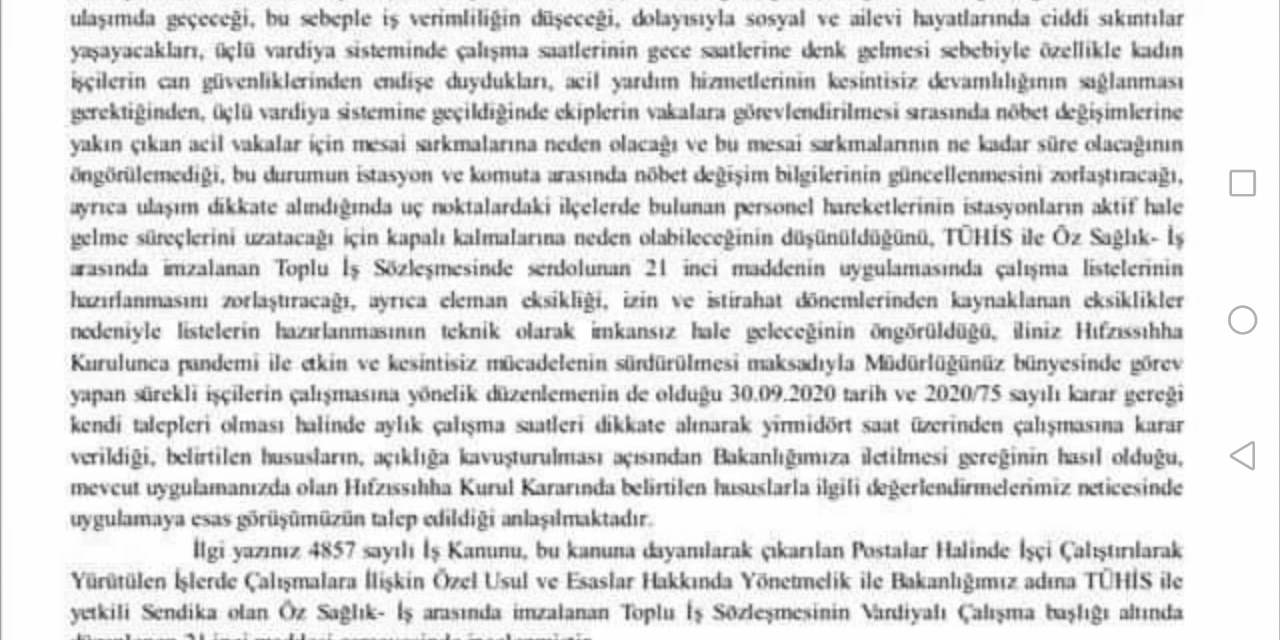 ulaşımda geçeceği, bu sebeple iş verimliliğin düşeceği, dolayısıyla sosyal ve ailevi hayatlarında ciddi sıkıntılar
yaşayacakları, üçlü vardiya sisteminde çalışma saatlerinin gece saatlerine denk gelmesi sebebiyle özellikle kadın
işçilerin can güvenliklerinden endişe duydukları, acil yardım hizmetlerinin kesintisiz devamlılığının sağlanması
gerektiğinden, üçlü vardiya sistemine geçildiğinde ekiplerin vakalara görevlendirilmesi sırasında nöbet değişimlerine
yakın çıkan acil vakalar için mesai sarkmalarına neden olacağı ve bu mesai sarkmalarının ne kadar süre olacağının
öngörülemediği, bu durumun istasyon ve komuta arasında nöbet değişim bilgilerinin güncellenmesini zorlaştıracağı,
ayrıca ulaşım dikkate alındığında uç noktalardaki ilçelerde bulunan personel hareketlerinin istasyonların aktif hale
gelme süreçlerini uzatacağı için kapalı kalmalarına neden olabileceğinin düşünüldüğünü, TÜHİS ile Öz Sağlık- İş
arasında imzalanan Toplu İş Sözleşmesinde serdolunan 21 inci maddenin uygulamasında çalışma listelerinin
hazırlanmasını zorlaştıracağı, ayrıca eleman eksikliği, izin ve istirahat dönemlerinden kaynaklanan eksiklikler
nedeniyle listelerin hazırlanmasının teknik olarak imkansız hale geleceğinin öngörüldüğü, iliniz Hıfzıssıhha
Kurulunca pandemi ile etkin ve kesintisiz mücadelenin sürdürülmesi maksadıyla Müdürlüğünüz bünyesinde görev
yapan sürekli işçilerin çalışmasına yönelik düzenlemenin de olduğu 30.09.2020 tarih ve 2020/75 sayılı karar gereği
kendi talepleri olması halinde aylık çalışma saatleri dikkate alınarak yirmidört saat üzerinden çalışmasına karar
verildiği, belirtilen hususların, açıklığa kavuşturulması açısından Bakanlığımıza iletilmesi gereğinin hasıl olduğu,
mevcut uygulamanızda olan Hıfzıssıhha Kurul Kararında belirtilen hususlarla ilgili değerlendirmelerimiz neticesinde
uygulamaya esas görüşümüzün talep edildiği anlaşılmaktadır.
İlgi yazınız 4857 sayılı İş Kanunu, bu kanuna dayanılarak çıkarılan Postalar Halinde İşçi Çalıştırılarak
Yürütülen İşlerde Çalışmalara İlişkin Özel Usul ve Esaslar Hakkında Yönetmelik ile Bakanlığımız adına TÜHİS ile
yetkili Sendika olan Öz Sağlık- İş arasında imzalanan Toplu İş Sözleşmesinin Vardiyalı Çalışma başlığı altında